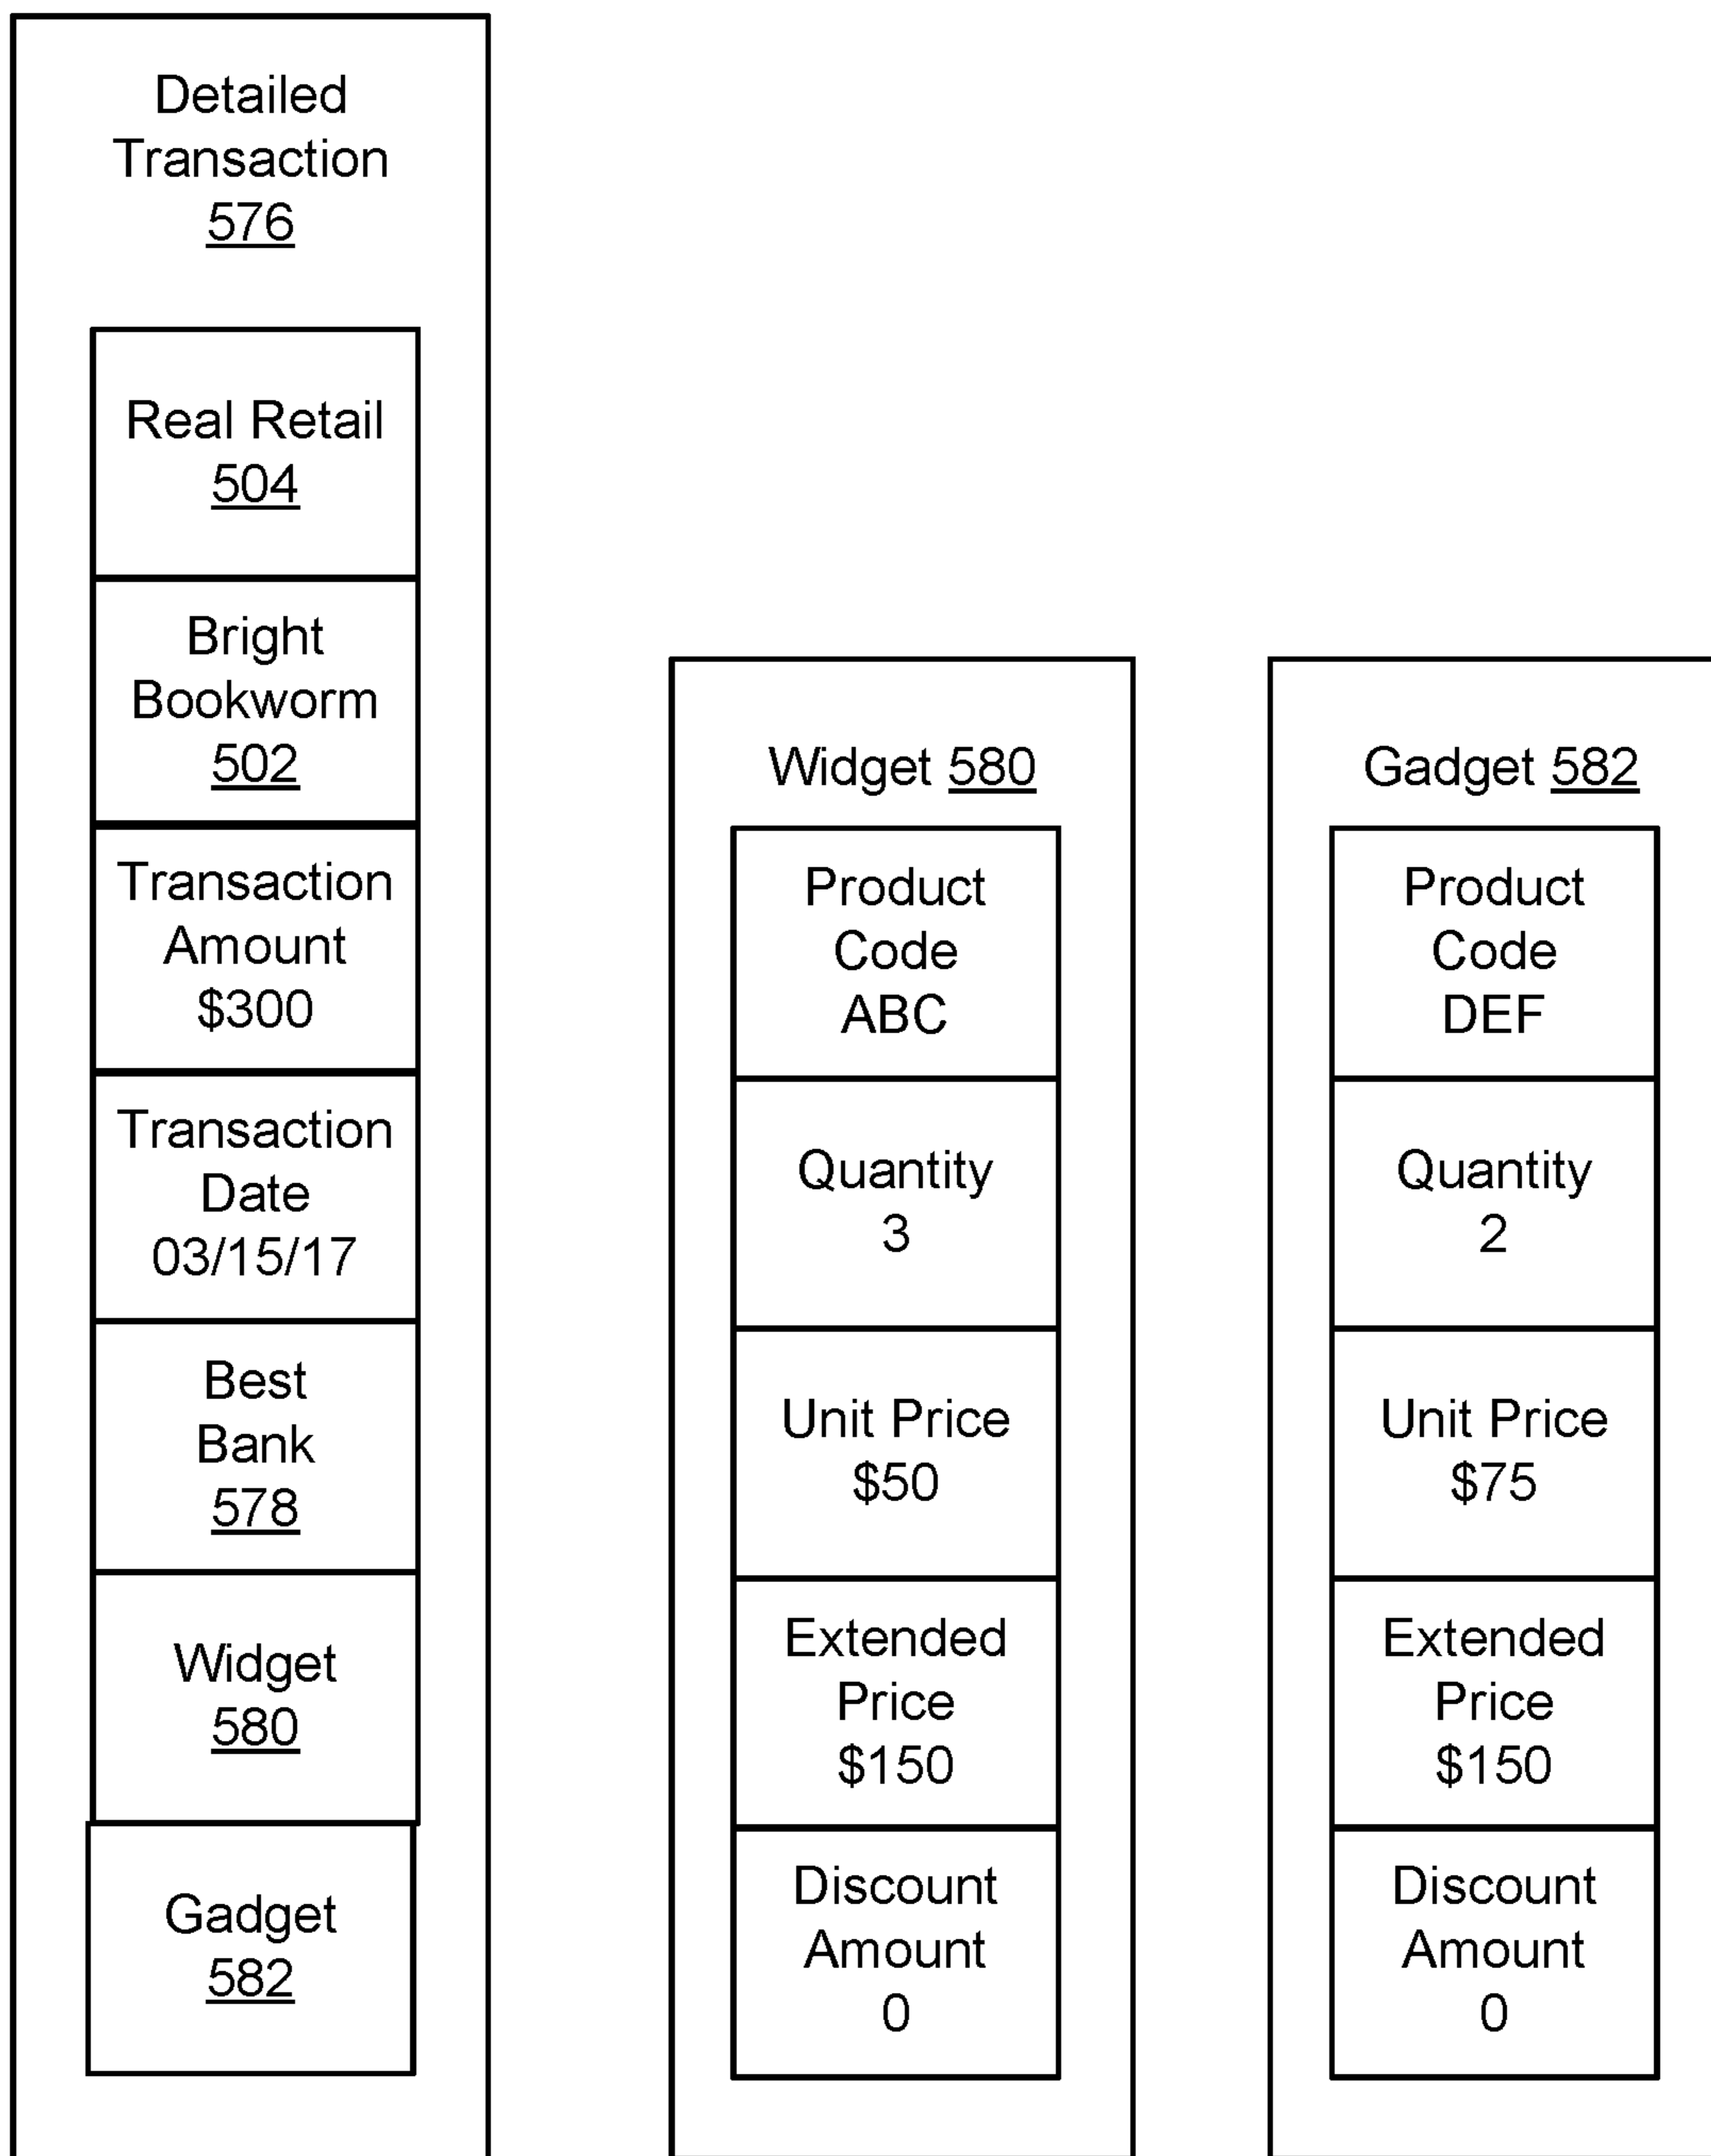 Detailed
Transaction
576
Real Retail
504
Bright
Bookworm
502
Transaction
Amount
$300
Transaction
Date
03/15/17
Best
Bank
578
Widget
580
Gadget
582
Widget 580
Product
Code
ABC
Quantity
3
Unit Price
$50
Extended
Price
$150
Discount
Amount
0
Gadget 582
Product
Code
DEF
Quantity
2
Unit Price
$75
Extended
Price
$150
Discount
Amount
0